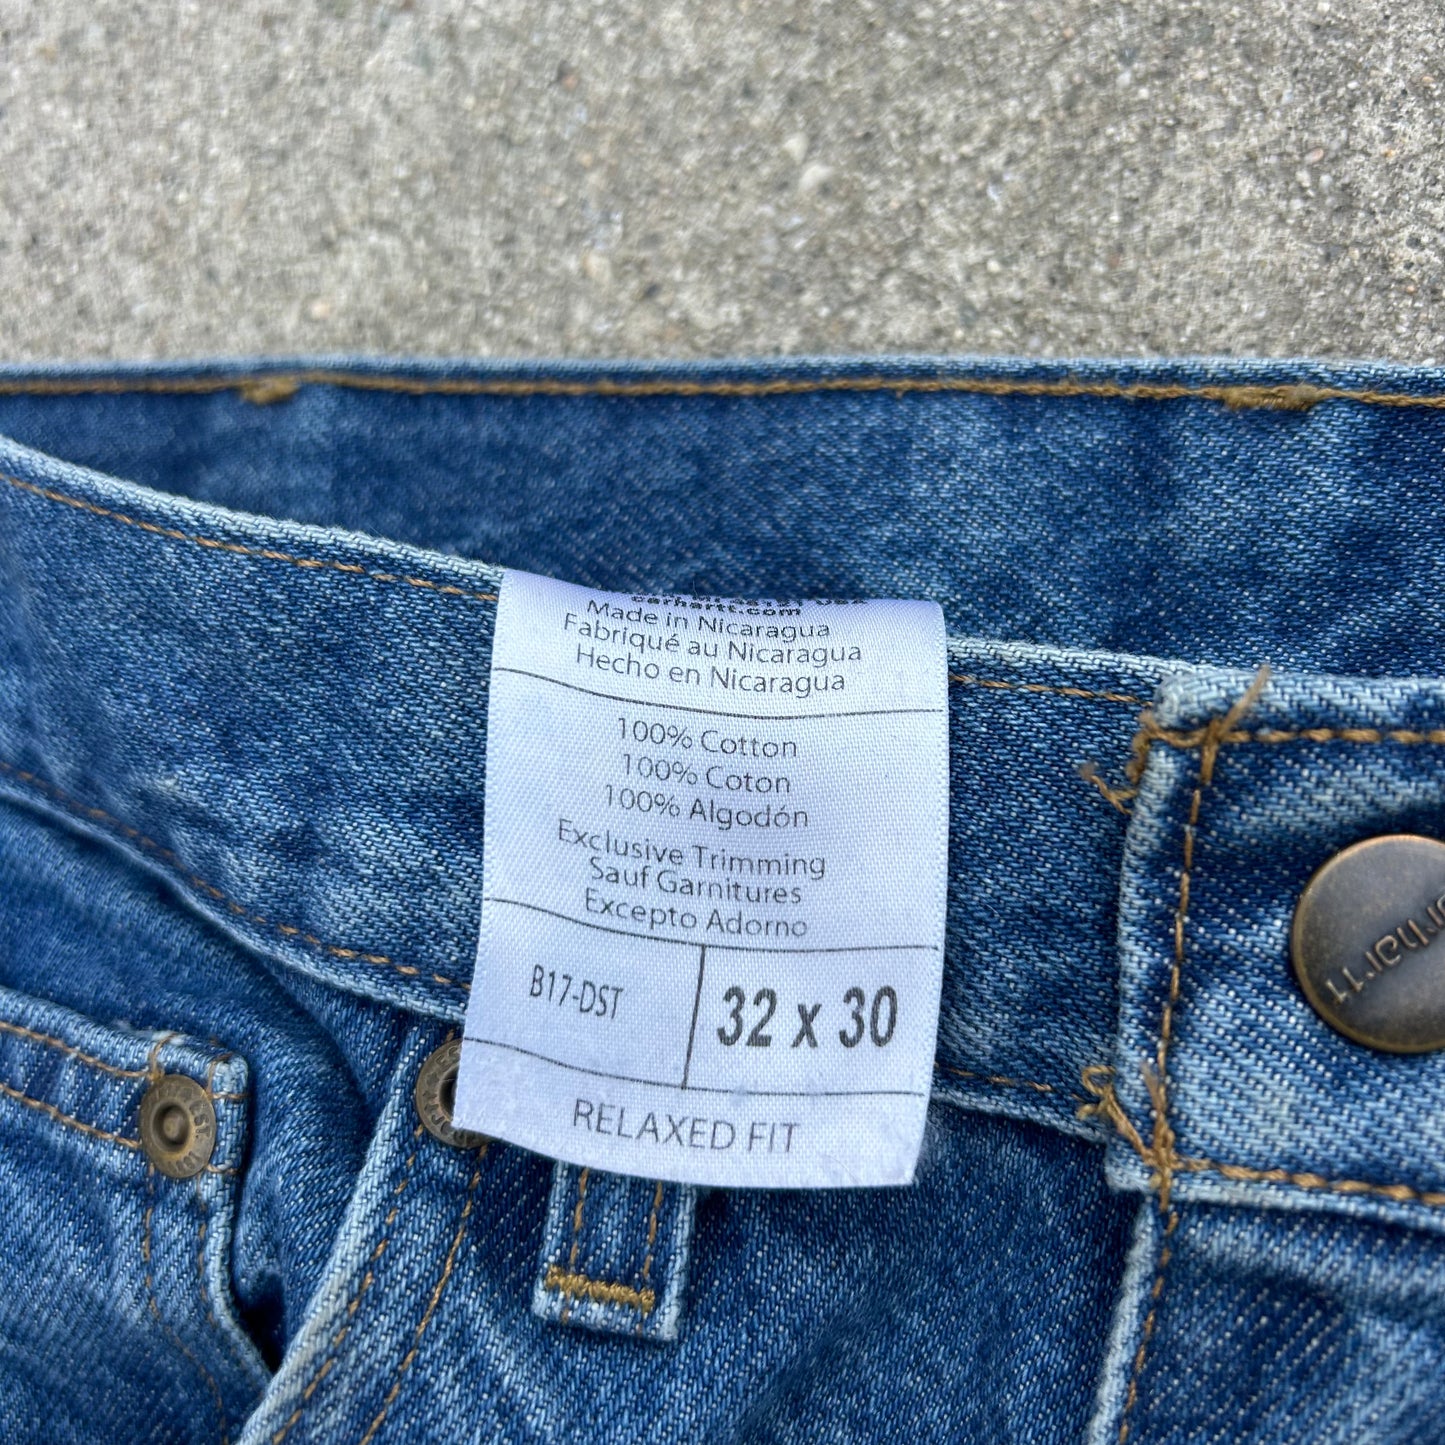 carhartt.com
Made in Nicaragua
Fabriqué au Nicaragua
Hecho en Nicaragua
100% Cotton
100% Coton
100% Algodón
Exclusive Trimming
Sauf Garnitures
Excepto Adorno
B17-DST
32 x 30
RELAXED FIT